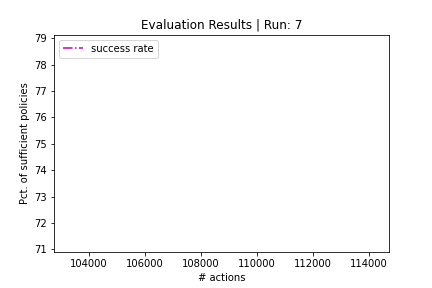 Evaluation Results | Run: 7
success rate
Pct. of sufficient policies
79
78
77
76
75
74
73
72
71
104000 106000 108000 110000 112000 114000
# actions